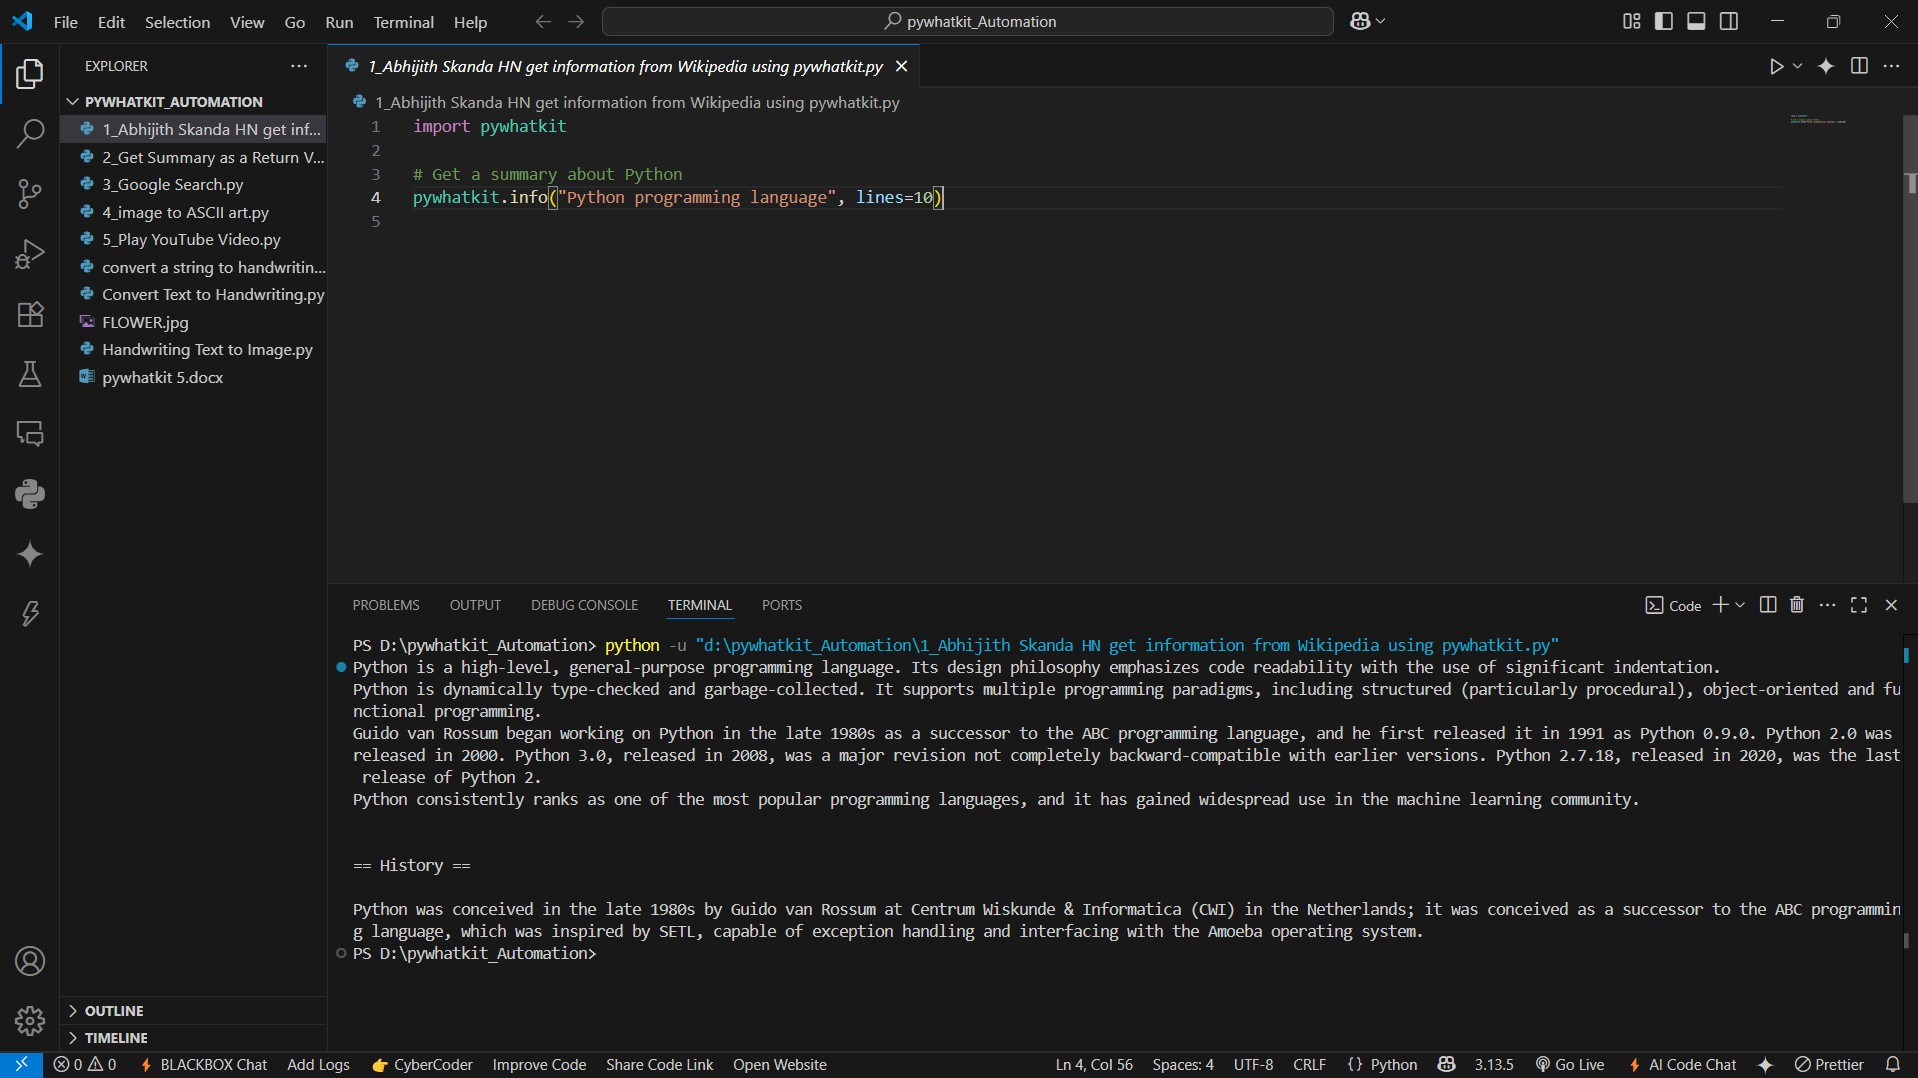 File Edit Selection View Go Run Terminal Help
pywhatkit_Automation
EXPLORER
PYWHATKIT_AUTOMATION
1_Abhijith Skanda HN get inf...
2_Get Summary as a Return V...
3_Google Search.py
4_image to ASCII art.py
5_Play YouTube Video.py
convert a string to handwritin...
Convert Text to Handwriting.py
FLOWER.jpg
Handwriting Text to Image.py
pywhatkit 5.docx
OUTLINE
TIMELINE
1_Abhijith Skanda HN get information from Wikipedia using pywhatkit.py
1_Abhijith Skanda HN get information from Wikipedia using pywhatkit.py
1 import pywhatkit
2
3 # Get a summary about Python
4 pywhatkit.info("Python programming language", lines=10)
5
PROBLEMS OUTPUT DEBUG CONSOLE TERMINAL PORTS
Code
PS D:\pywhatkit_Automation> python -u "d:\pywhatkit_Automation\1_Abhijith Skanda HN get information from Wikipedia using pywhatkit.py"
Python is a high-level, general-purpose programming language. Its design philosophy emphasizes code readability with the use of significant indentation.
Python is dynamically type-checked and garbage-collected. It supports multiple programming paradigms, including structured (particularly procedural), object-oriented and fu
nctional programming.
Guido van Rossum began working on Python in the late 1980s as a successor to the ABC programming language, and he first released it in 1991 as Python 0.9.0. Python 2.0 was
released in 2000. Python 3.0, released in 2008, was a major revision not completely backward-compatible with earlier versions. Python 2.7.18, released in 2020, was the last
release of Python 2.
Python consistently ranks as one of the most popular programming languages, and it has gained widespread use in the machine learning community.
== History ==
Python was conceived in the late 1980s by Guido van Rossum at Centrum Wiskunde & Informatica (CWI) in the Netherlands; it was conceived as a successor to the ABC programmin
g language, which was inspired by SETL, capable of exception handling and interfacing with the Amoeba operating system.
PS D:\pywhatkit_Automation>
0 0 BLACKBOX Chat Add Logs CyberCoder Improve Code Share Code Link Open Website Ln 4, Col 56 Spaces: 4 UTF-8 CRLF {} Python 3.13.5 Go Live AI Code Chat Prettier